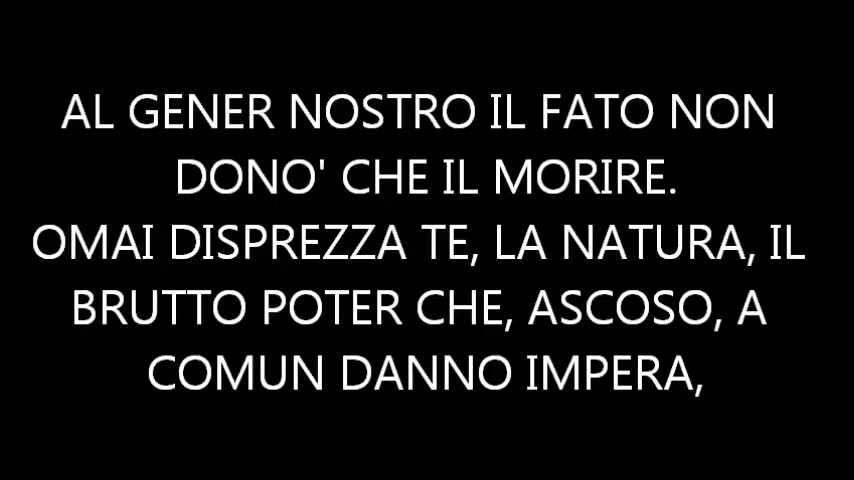 AL GENER NOSTRO IL FATO NON
DONO' CHE IL MORIRE.
OMAI DISPREZZA TE, LA NATURA, IL
BRUTTO POTER CHE, ASCOSO, A
COMUN DANNO IMPERA,